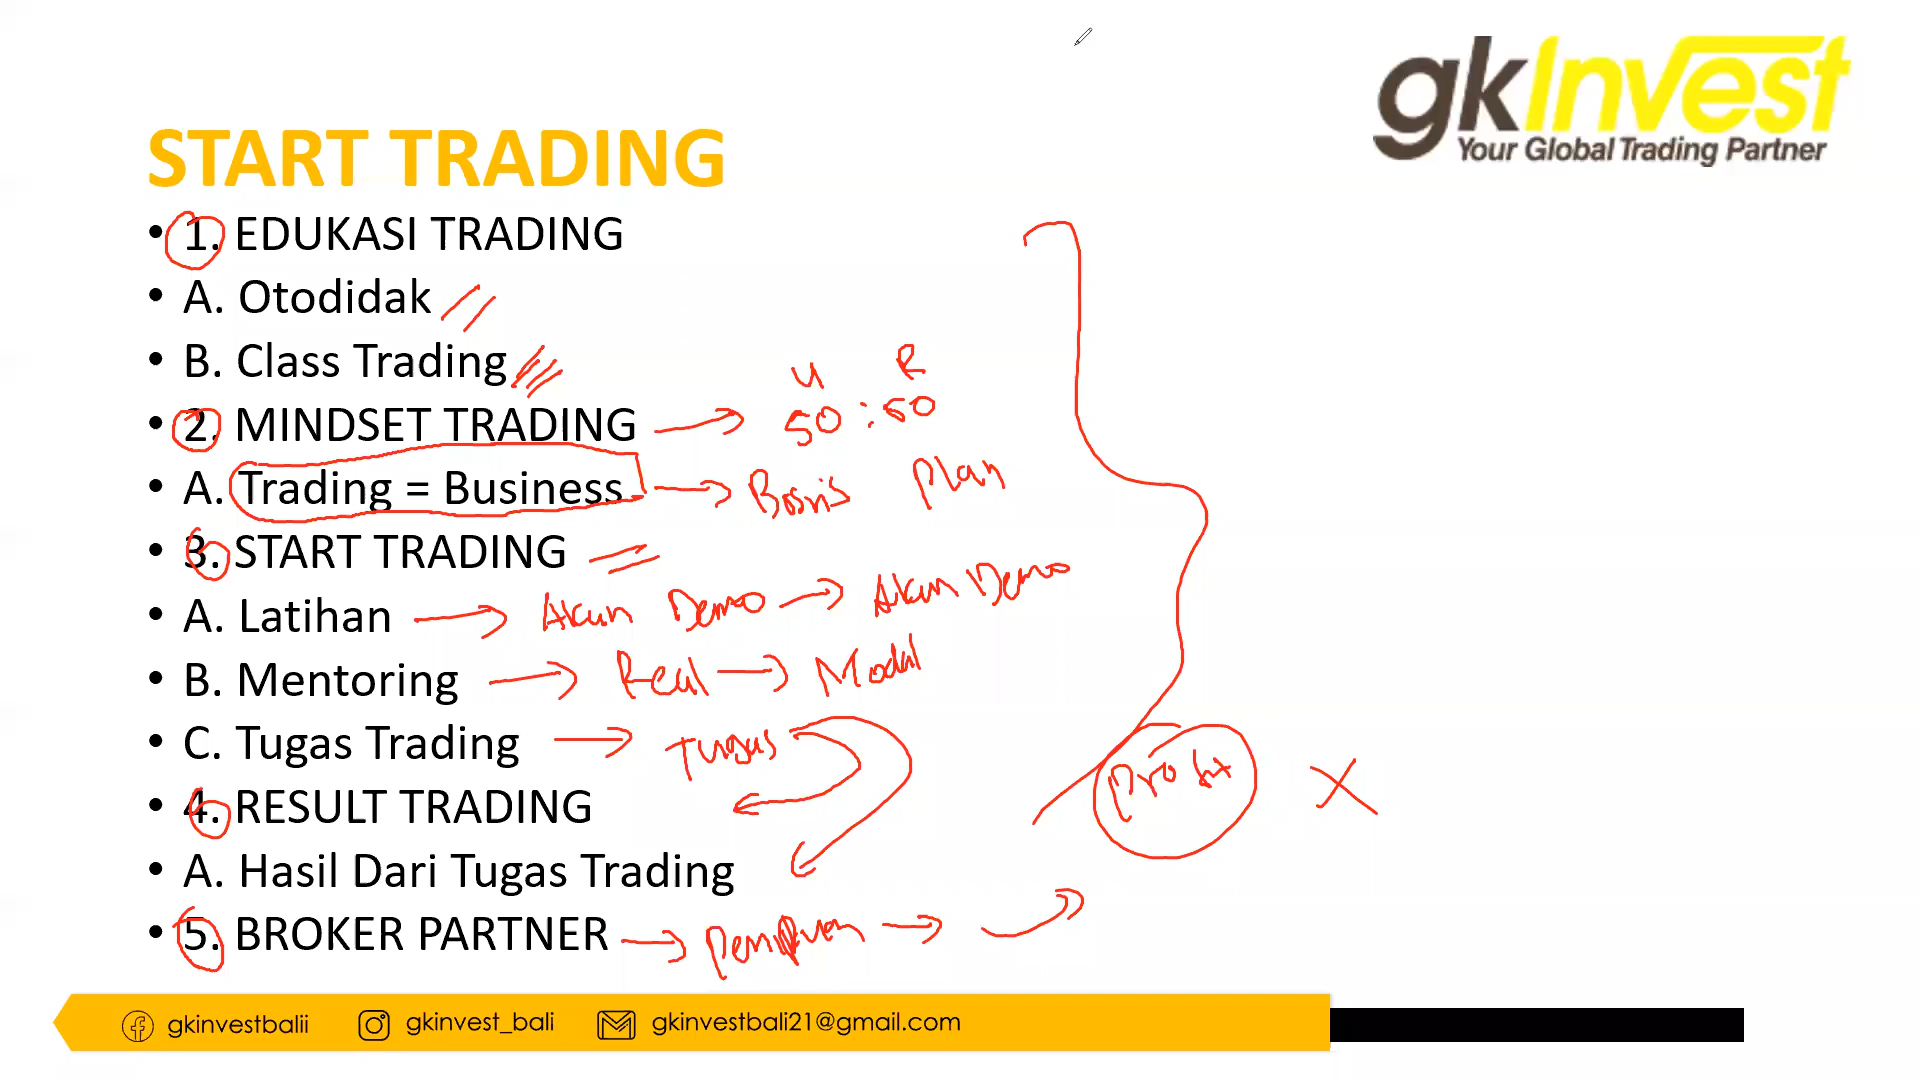 gkInvest
Your Global Trading Partner
START TRADING
• 1. EDUKASI TRADING
• A. Otodidak
• B. Class Trading
U R
• 2. MINDSET TRADING → 50 : 50
• A. Trading = Business → Bisnis Plan
• 3. START TRADING
• A. Latihan → Akun Demo → Akun Demo
• B. Mentoring → Real → Modal
• C. Tugas Trading → Tugas
Profit X
• 4. RESULT TRADING
• A. Hasil Dari Tugas Trading
• 5. BROKER PARTNER →
gkinvestbalii gkinvest_bali gkinvestbali21@gmail.com